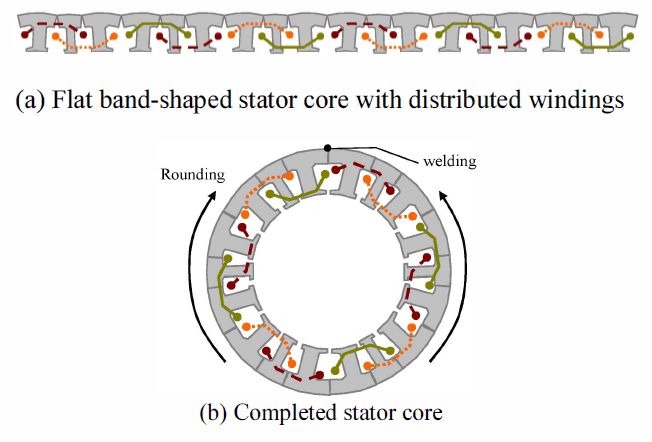 (a) Flat band-shaped stator core with distributed windings
welding
Rounding
(b) Completed stator core